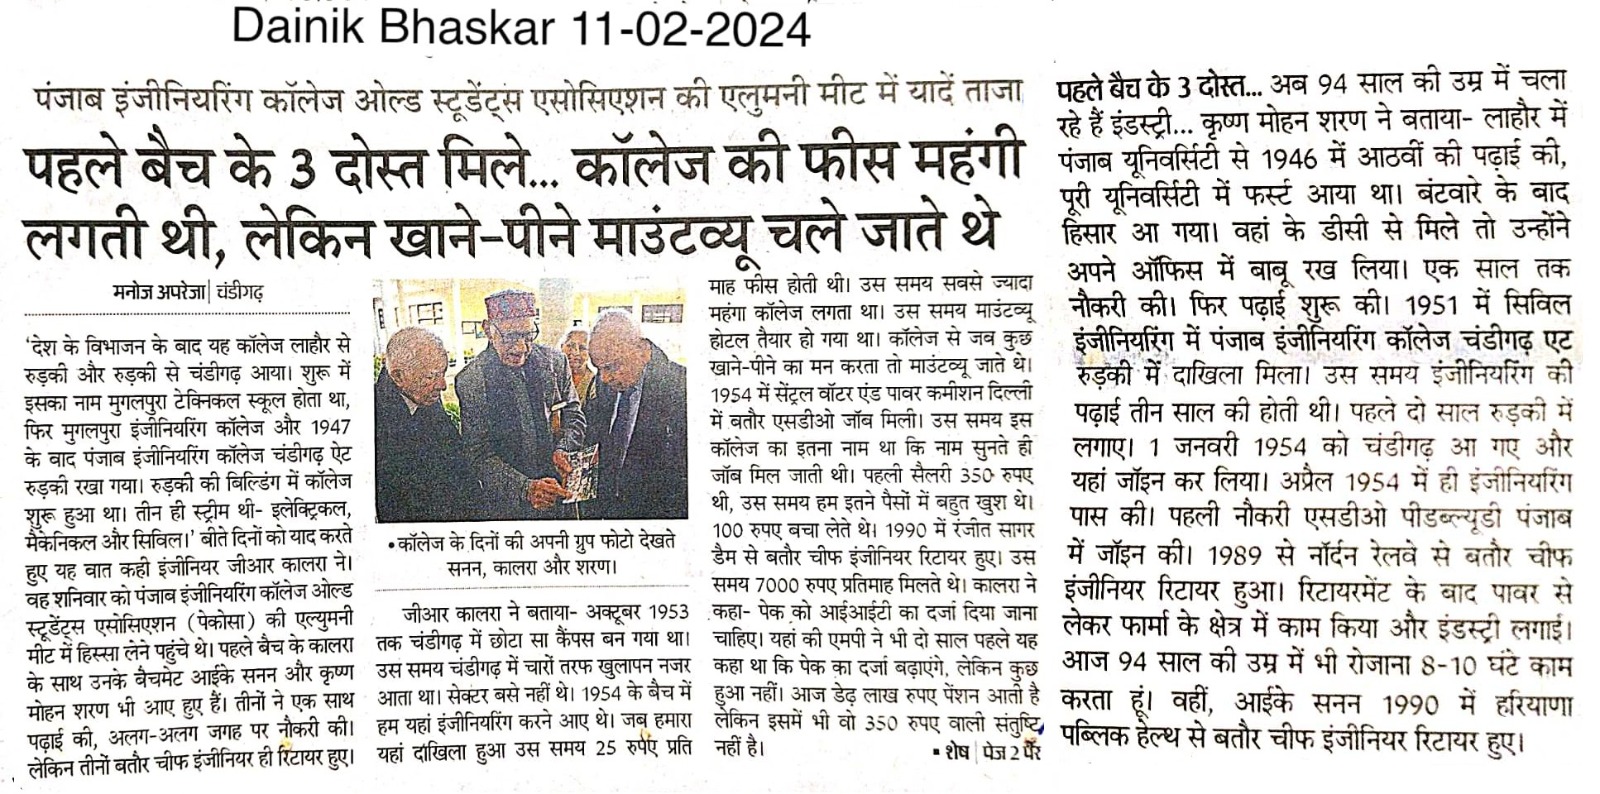 Dainik Bhaskar 11-02-2024
पंजाब इंजीनियरिंग कॉलेज ओल्ड स्टूडेंट्स एसोसिएशन की एलुमनी मीट में यादें ताजा
पहले बैच के 3 दोस्त मिले... कॉलेज की फीस महंगी
लगती थी, लेकिन खाने-पीने माउंटव्यू चले जाते थे
मनोज अपरेजा| चंडीगढ़
'देश के विभाजन के बाद यह कॉलेज लाहौर से
रुड़की और रुड़की से चंडीगढ़ आया। शुरू में
इसका नाम मुगलपुरा टेक्निकल स्कूल होता था,
फिर मुगलपुरा इंजीनियरिंग कॉलेज और 1947
के बाद पंजाब इंजीनियरिंग कॉलेज चंडीगढ़ ऐट
रुड़की रखा गया। रुड़की की बिल्डिंग में कॉलेज
शुरू हुआ था। तीन ही स्ट्रीम थी- इलेक्ट्रिकल,
मैकेनिकल और सिविल।' बीते दिनों को याद करते
हुए यह बात कही इंजीनियर जीआर कालरा ने।
वह शनिवार को पंजाब इंजीनियरिंग कॉलेज ओल्ड
स्टूडेंट्स एसोसिएशन (पेकोसा) की एल्युमनी
मीट में हिस्सा लेने पहुंचे थे। पहले बैच के कालरा
के साथ उनके बैचमेट आईके सनन और कृष्ण
मोहन शरण भी आए हुए हैं। तीनों ने एक साथ
पढ़ाई की, अलग-अलग जगह पर नौकरी की।
लेकिन तीनों बतौर चीफ इंजीनियर ही रिटायर हुए।
•कॉलेज के दिनों की अपनी ग्रुप फोटो देखते
सनन, कालरा और शरण।
जीआर कालरा ने बताया- अक्टूबर 1953
तक चंडीगढ़ में छोटा सा कैंपस बन गया था।
उस समय चंडीगढ़ में चारों तरफ खुलापन नजर
आता था। सेक्टर बसे नहीं थे। 1954 के बैच में
हम यहां इंजीनियरिंग करने आए थे। जब हमारा
यहां दाखिला हुआ उस समय 25 रुपए प्रति
माह फीस होती थी। उस समय सबसे ज्यादा
महंगा कॉलेज लगता था। उस समय माउंटव्यू
होटल तैयार हो गया था। कॉलेज से जब कुछ
खाने-पीने का मन करता तो माउंटव्यू जाते थे।
1954 में सेंट्रल वॉटर एंड पावर कमीशन दिल्ली
में बतौर एसडीओ जॉब मिली। उस समय इस
कॉलेज का इतना नाम था कि नाम सुनते ही
जॉब मिल जाती थी। पहली सैलरी 350 रुपए
थी, उस समय हम इतने पैसों में बहुत खुश थे।
100 रुपए बचा लेते थे। 1990 में रंजीत सागर
डैम से बतौर चीफ इंजीनियर रिटायर हुए। उस
समय 7000 रुपए प्रतिमाह मिलते थे। कालरा ने
कहा- पेक को आईआईटी का दर्जा दिया जाना
चाहिए। यहां की एमपी ने भी दो साल पहले यह
कहा था कि पेक का दर्जा बढ़ाएंगे, लेकिन कुछ
हुआ नहीं। आज डेढ़ लाख रुपए पेंशन आती है
लेकिन इसमें भी वो 350 रुपए वाली संतुष्टि
नहीं है।
▪ शेष | पेज 2 पर
पहले बैच के 3 दोस्त... अब 94 साल की उम्र में चला
रहे हैं इंडस्ट्री... कृष्ण मोहन शरण ने बताया- लाहौर में
पंजाब यूनिवर्सिटी से 1946 में आठवीं की पढ़ाई की,
पूरी यूनिवर्सिटी में फर्स्ट आया था। बंटवारे के बाद
हिसार आ गया। वहां के डीसी से मिले तो उन्होंने
अपने ऑफिस में बाबू रख लिया। एक साल तक
नौकरी की। फिर पढ़ाई शुरू की। 1951 में सिविल
इंजीनियरिंग में पंजाब इंजीनियरिंग कॉलेज चंडीगढ़ एट
रुड़की में दाखिला मिला। उस समय इंजीनियरिंग की
पढ़ाई तीन साल की होती थी। पहले दो साल रुड़की में
लगाए। 1 जनवरी 1954 को चंडीगढ़ आ गए और
यहां जॉइन कर लिया। अप्रैल 1954 में ही इंजीनियरिंग
पास की। पहली नौकरी एसडीओ पीडब्ल्यूडी पंजाब
में जॉइन की। 1989 से नॉर्दन रेलवे से बतौर चीफ
इंजीनियर रिटायर हुआ। रिटायरमेंट के बाद पावर से
लेकर फार्मा के क्षेत्र में काम किया और इंडस्ट्री लगाई।
आज 94 साल की उम्र में भी रोजाना 8-10 घंटे काम
करता हूं। वहीं, आईके सनन 1990 में हरियाणा
पब्लिक हेल्थ से बतौर चीफ इंजीनियर रिटायर हुए।